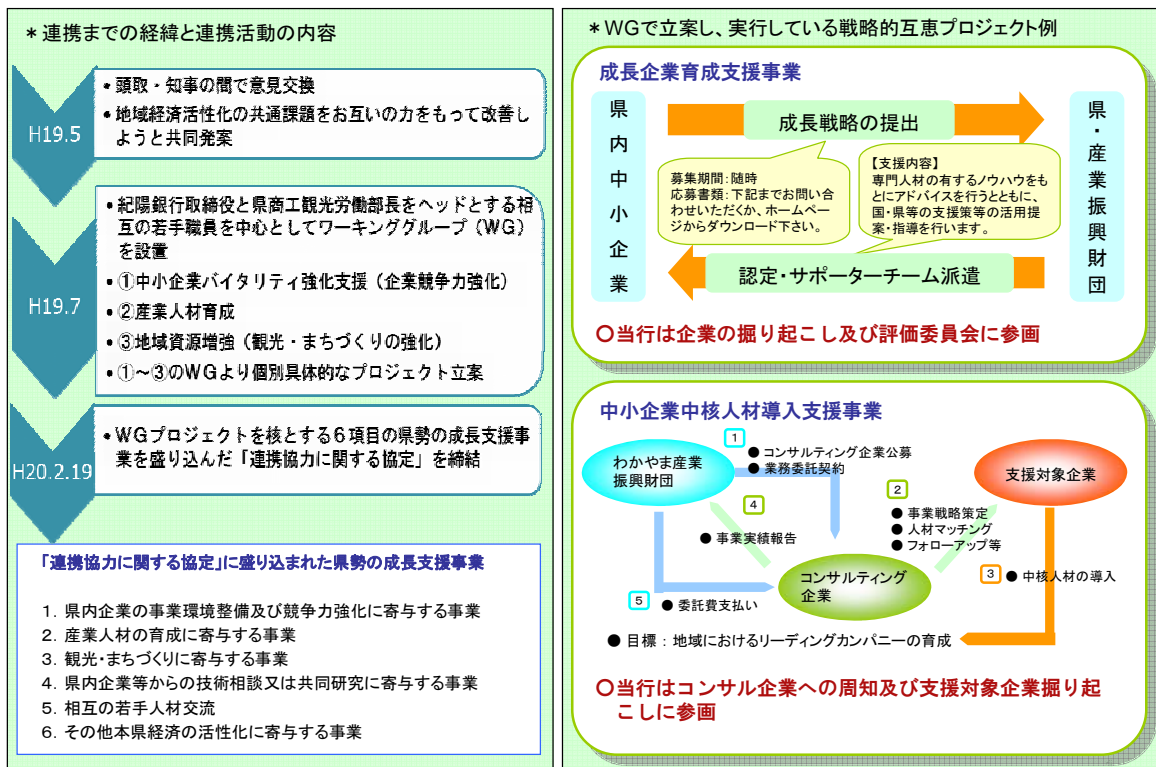 ＊連携までの経緯と連携活動の内容
H19.5
•頭取・知事の間で意見交換
•地域経済活性化の共通課題をお互いの力をもって改善し
ようと共同発案
H19.7
•紀陽銀行取締役と県商工観光労働部長をヘッドとする相
互の若手職員を中心としてワーキンググループ（WG）
を設置
•①中小企業バイタリティ強化支援（企業競争力強化）
•②産業人材育成
•③地域資源増強（観光・まちづくりの強化）
•①～③のWGより個別具体的なプロジェクト立案
H20.2.19
•WGプロジェクトを核とする６項目の県勢の成長支援事
業を盛り込んだ「連携協力に関する協定」を締結
「連携協力に関する協定」に盛り込まれた県勢の成長支援事業
１．県内企業の事業環境整備及び競争力強化に寄与する事業
２．産業人材の育成に寄与する事業
３．観光・まちづくりに寄与する事業
４．県内企業等からの技術相談又は共同研究に寄与する事業
５．相互の若手人材交流
６．その他本県経済の活性化に寄与する事業
＊WGで立案し、実行している戦略的互恵プロジェクト例
成長企業育成支援事業
県内中小企業
成長戦略の提出
県・産業振興財団
募集期間：随時
応募書類：下記までお問い合
わせいただくか、ホームペー
ジからダウンロード下さい。
【支援内容】
専門人材の有するノウハウをも
とにアドバイスを行うとともに、
国・県等の支援策等の活用提
案・指導を行います。
認定・サポーターチーム派遣
○当行は企業の掘り起こし及び評価委員会に参画
中小企業中核人材導入支援事業
わかやま産業
振興財団
1
● コンサルティング企業公募
● 業務委託契約
支援対象企業
2
● 事業戦略策定
● 人材マッチング
● フォローアップ等
4
● 事業実績報告
コンサルティング
企業
3
● 中核人材の導入
5
● 委託費支払い
● 目標 ： 地域におけるリーディングカンパニーの育成
○当行はコンサル企業への周知及び支援対象企業掘り起
こしに参画